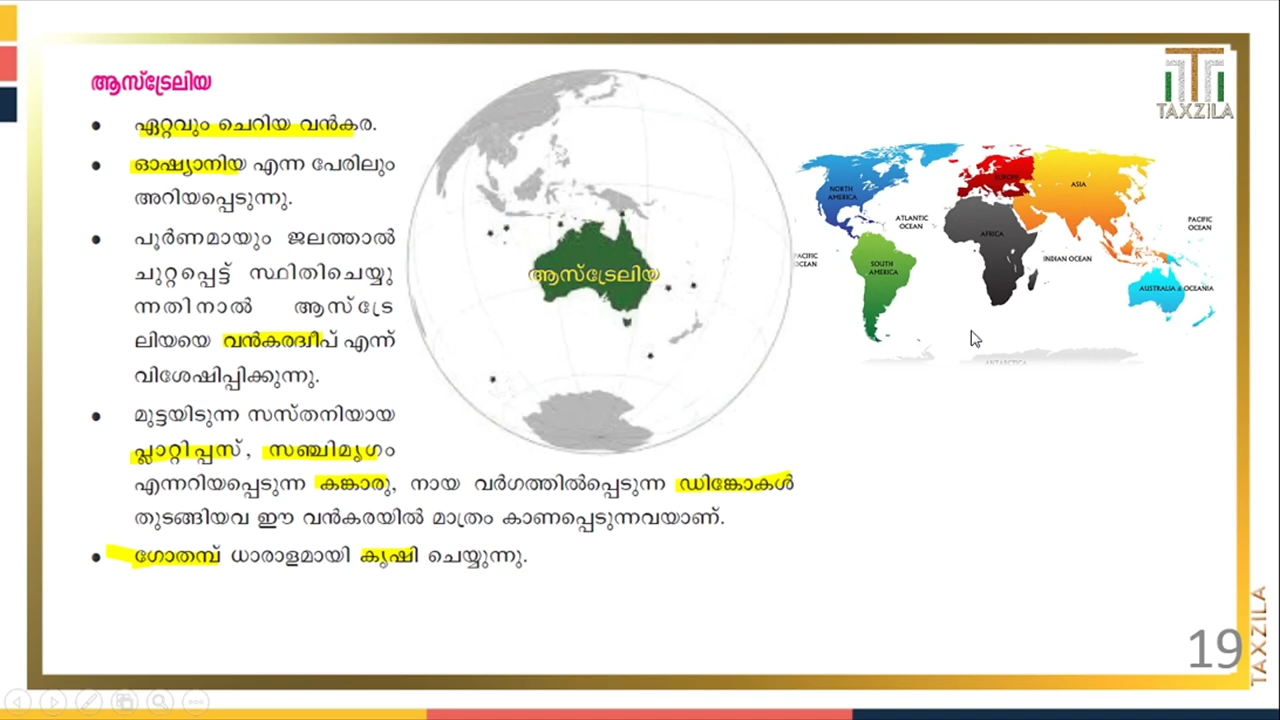 ആസ്ട്രേലിയ
• ഏറ്റവും ചെറിയ വൻകര.
• ഓഷ്യാനിയ എന്ന പേരിലും
അറിയപ്പെടുന്നു.
• പൂർണമായും ജലത്താൽ
ചുറ്റപ്പെട്ട് സ്ഥിതിചെയ്യു
ന്നതിനാൽ ആസ്ട്രേ
ലിയയെ വൻകരദ്വീപ് എന്ന്
വിശേഷിപ്പിക്കുന്നു.
• മുട്ടയിടുന്ന സസ്തനിയായ
പ്ലാറ്റിപ്പസ്, സഞ്ചിമൃഗം
എന്നറിയപ്പെടുന്ന കങ്കാരു, നായ വർഗത്തിൽപ്പെടുന്ന ഡിങ്കോകൾ
തുടങ്ങിയവ ഈ വൻകരയിൽ മാത്രം കാണപ്പെടുന്നവയാണ്.
• ഗോതമ്പ് ധാരാളമായി കൃഷി ചെയ്യുന്നു.
ആസ്ട്രേലിയ
TAXZILA
NORTH
AMERICA
EUROPE
ASIA
ATLANTIC
OCEAN
PACIFIC
OCEAN
AFRICA
PACIFIC
OCEAN
INDIAN OCEAN
SOUTH
AMERICA
AUSTRALIA & OCEANIA
ANTARCTICA
19
TAXZILA